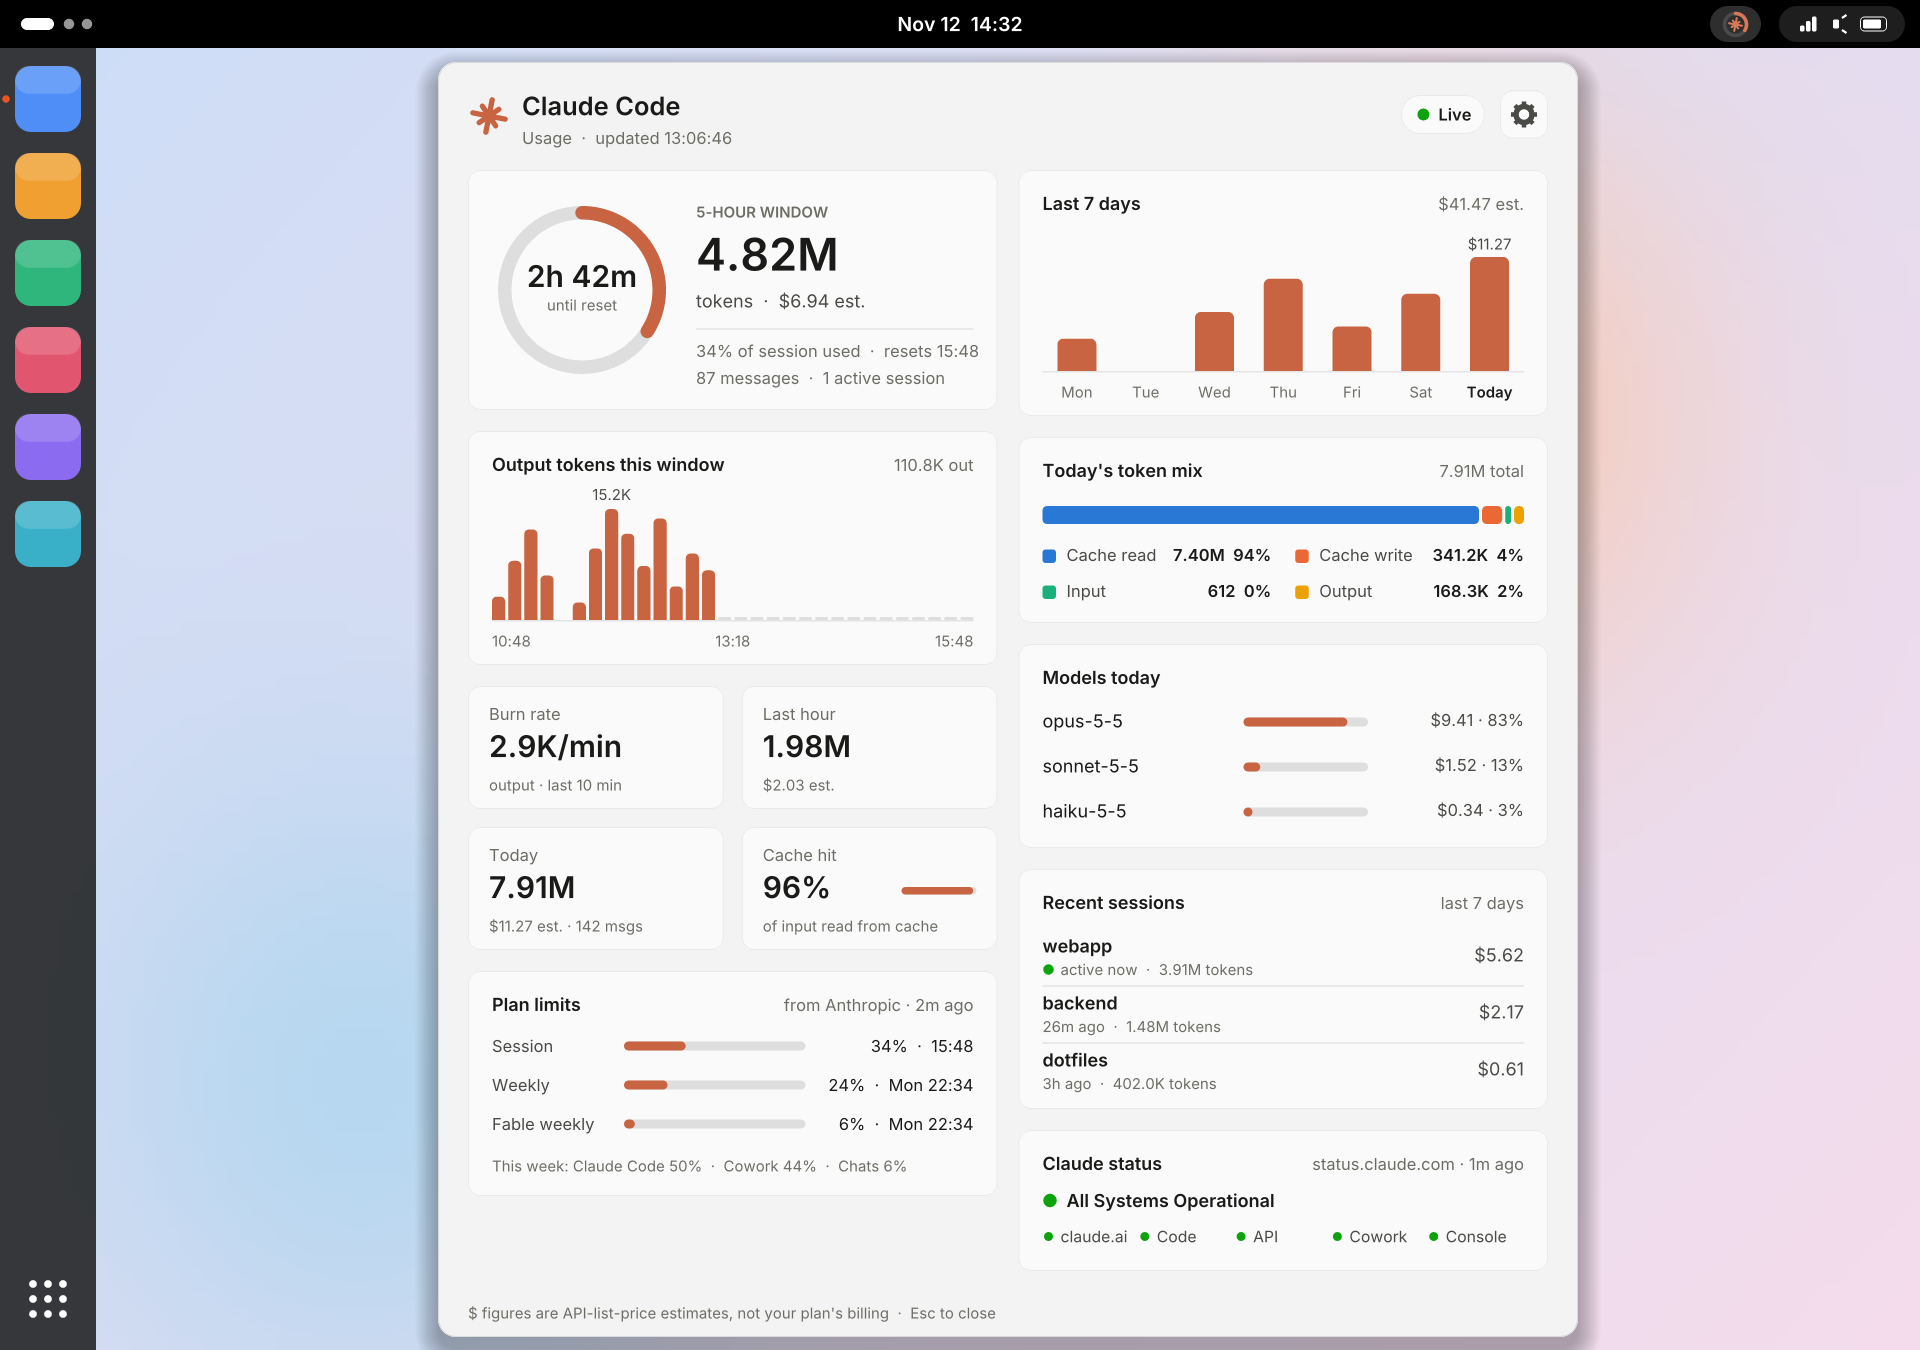 Nov 12 14:32
Claude Code
Usage · updated 13:06:46
Live
2h 42m
until reset
5-HOUR WINDOW
4.82M
tokens · $6.94 est.
34% of session used · resets 15:48
87 messages · 1 active session
Output tokens this window 110.8K out
15.2K
10:48 13:18 15:48
Burn rate
2.9K/min
output · last 10 min
Last hour
1.98M
$2.03 est.
Today
7.91M
$11.27 est. · 142 msgs
Cache hit
96%
of input read from cache
Plan limits from Anthropic · 2m ago
Session 34% · 15:48
Weekly 24% · Mon 22:34
Fable weekly 6% · Mon 22:34
This week: Claude Code 50% · Cowork 44% · Chats 6%
Last 7 days $41.47 est.
$11.27
Mon Tue Wed Thu Fri Sat Today
Today's token mix 7.91M total
Cache read 7.40M 94% Cache write 341.2K 4%
Input 612 0% Output 168.3K 2%
Models today
opus-5-5 $9.41 · 83%
sonnet-5-5 $1.52 · 13%
haiku-5-5 $0.34 · 3%
Recent sessions last 7 days
webapp $5.62
active now · 3.91M tokens
backend $2.17
26m ago · 1.48M tokens
dotfiles $0.61
3h ago · 402.0K tokens
Claude status status.claude.com · 1m ago
All Systems Operational
claude.ai Code API Cowork Console
$ figures are API-list-price estimates, not your plan's billing · Esc to close